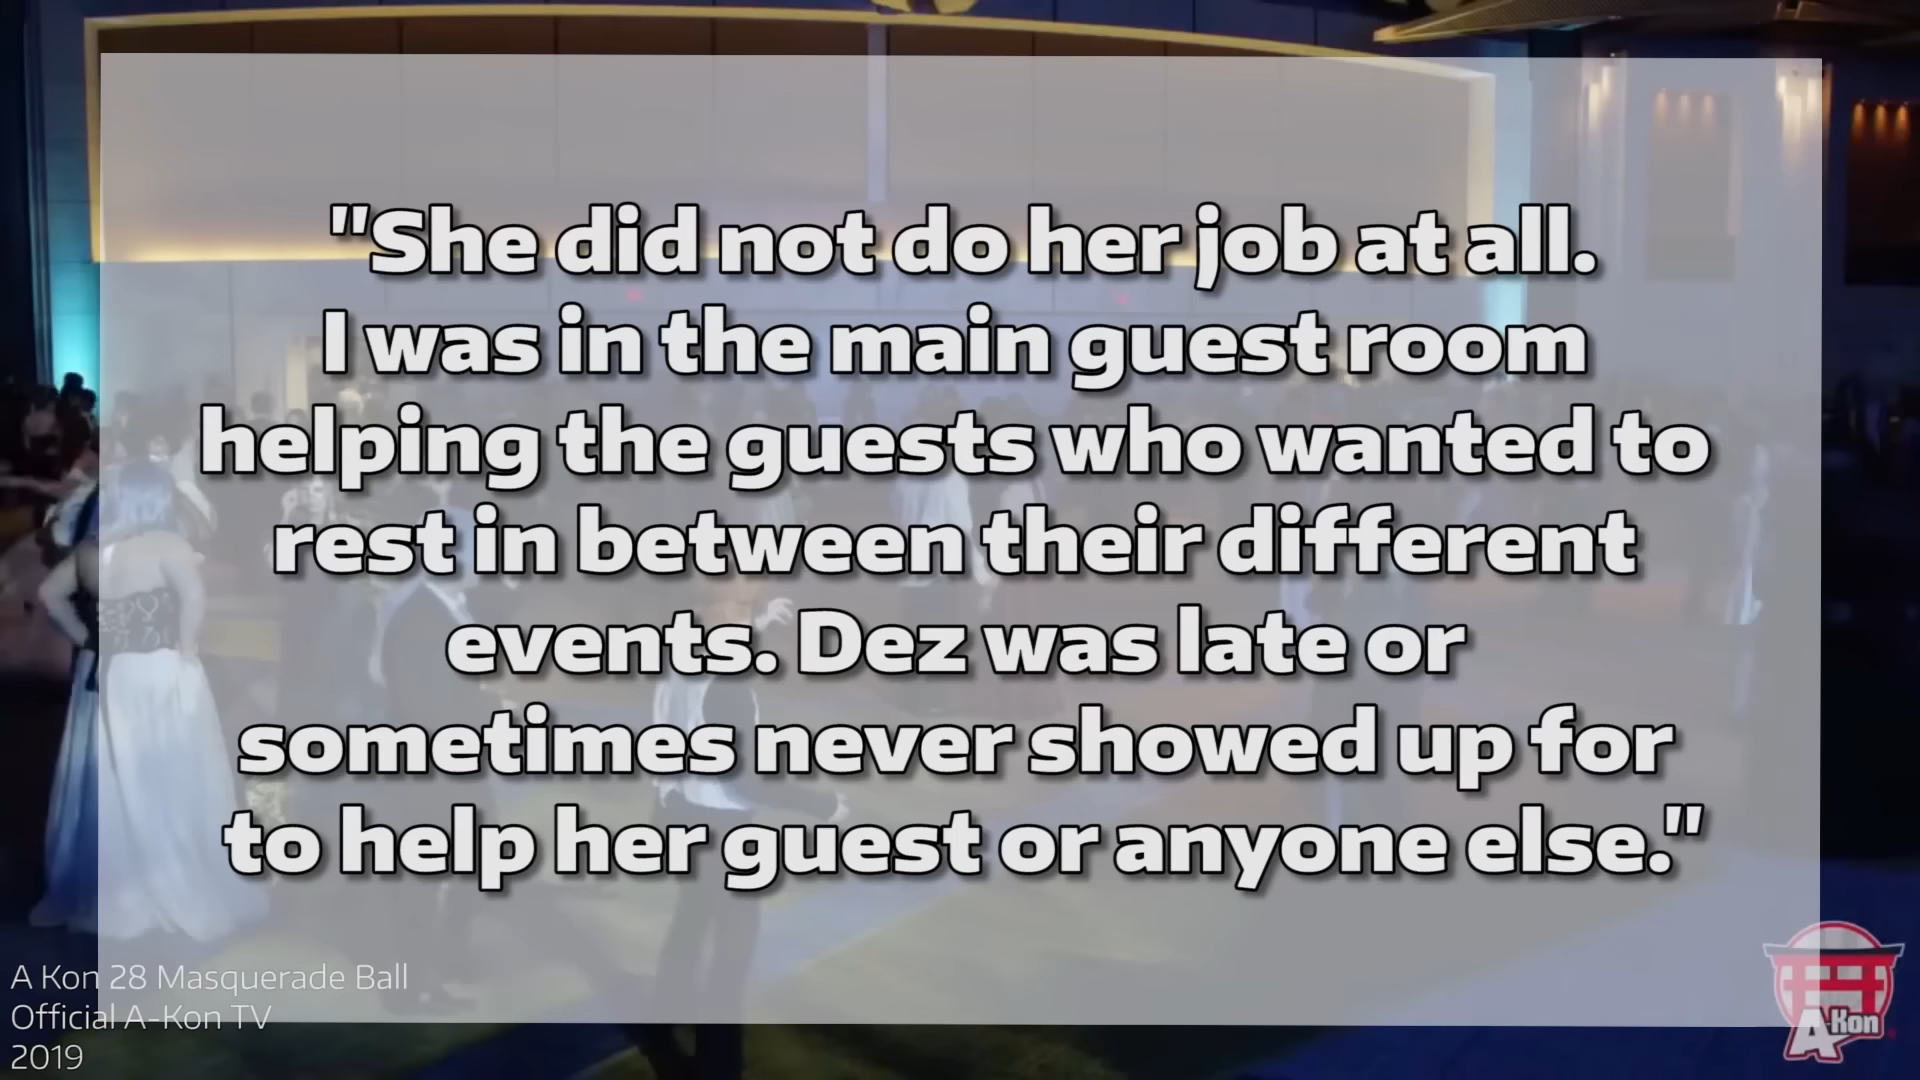 "She did not do her job at all.
I was in the main guest room
helping the guests who wanted to
rest in between their different
events. Dez was late or
sometimes never showed up for
to help her guest or anyone else."
A Kon 28 Masquerade Ball
Official A-Kon TV
2019
A-Kon